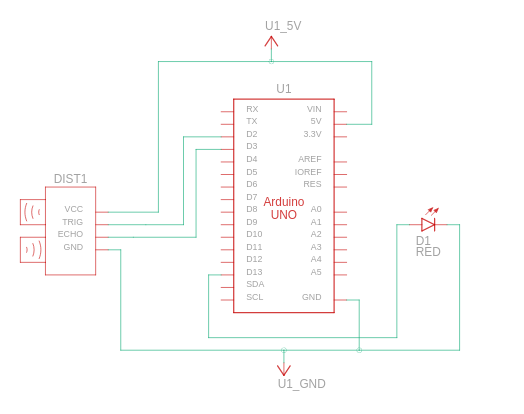 U1_5V
U1
RX
TX
D2
D3
D4
D5
D6
D7
D8
D9
D10
D11
D12
D13
SDA
SCL
VIN
5V
3.3V
AREF
IOREF
RES
A0
A1
A2
A3
A4
A5
GND
Arduino
UNO
DIST1
VCC
TRIG
ECHO
GND
D1
RED
U1_GND